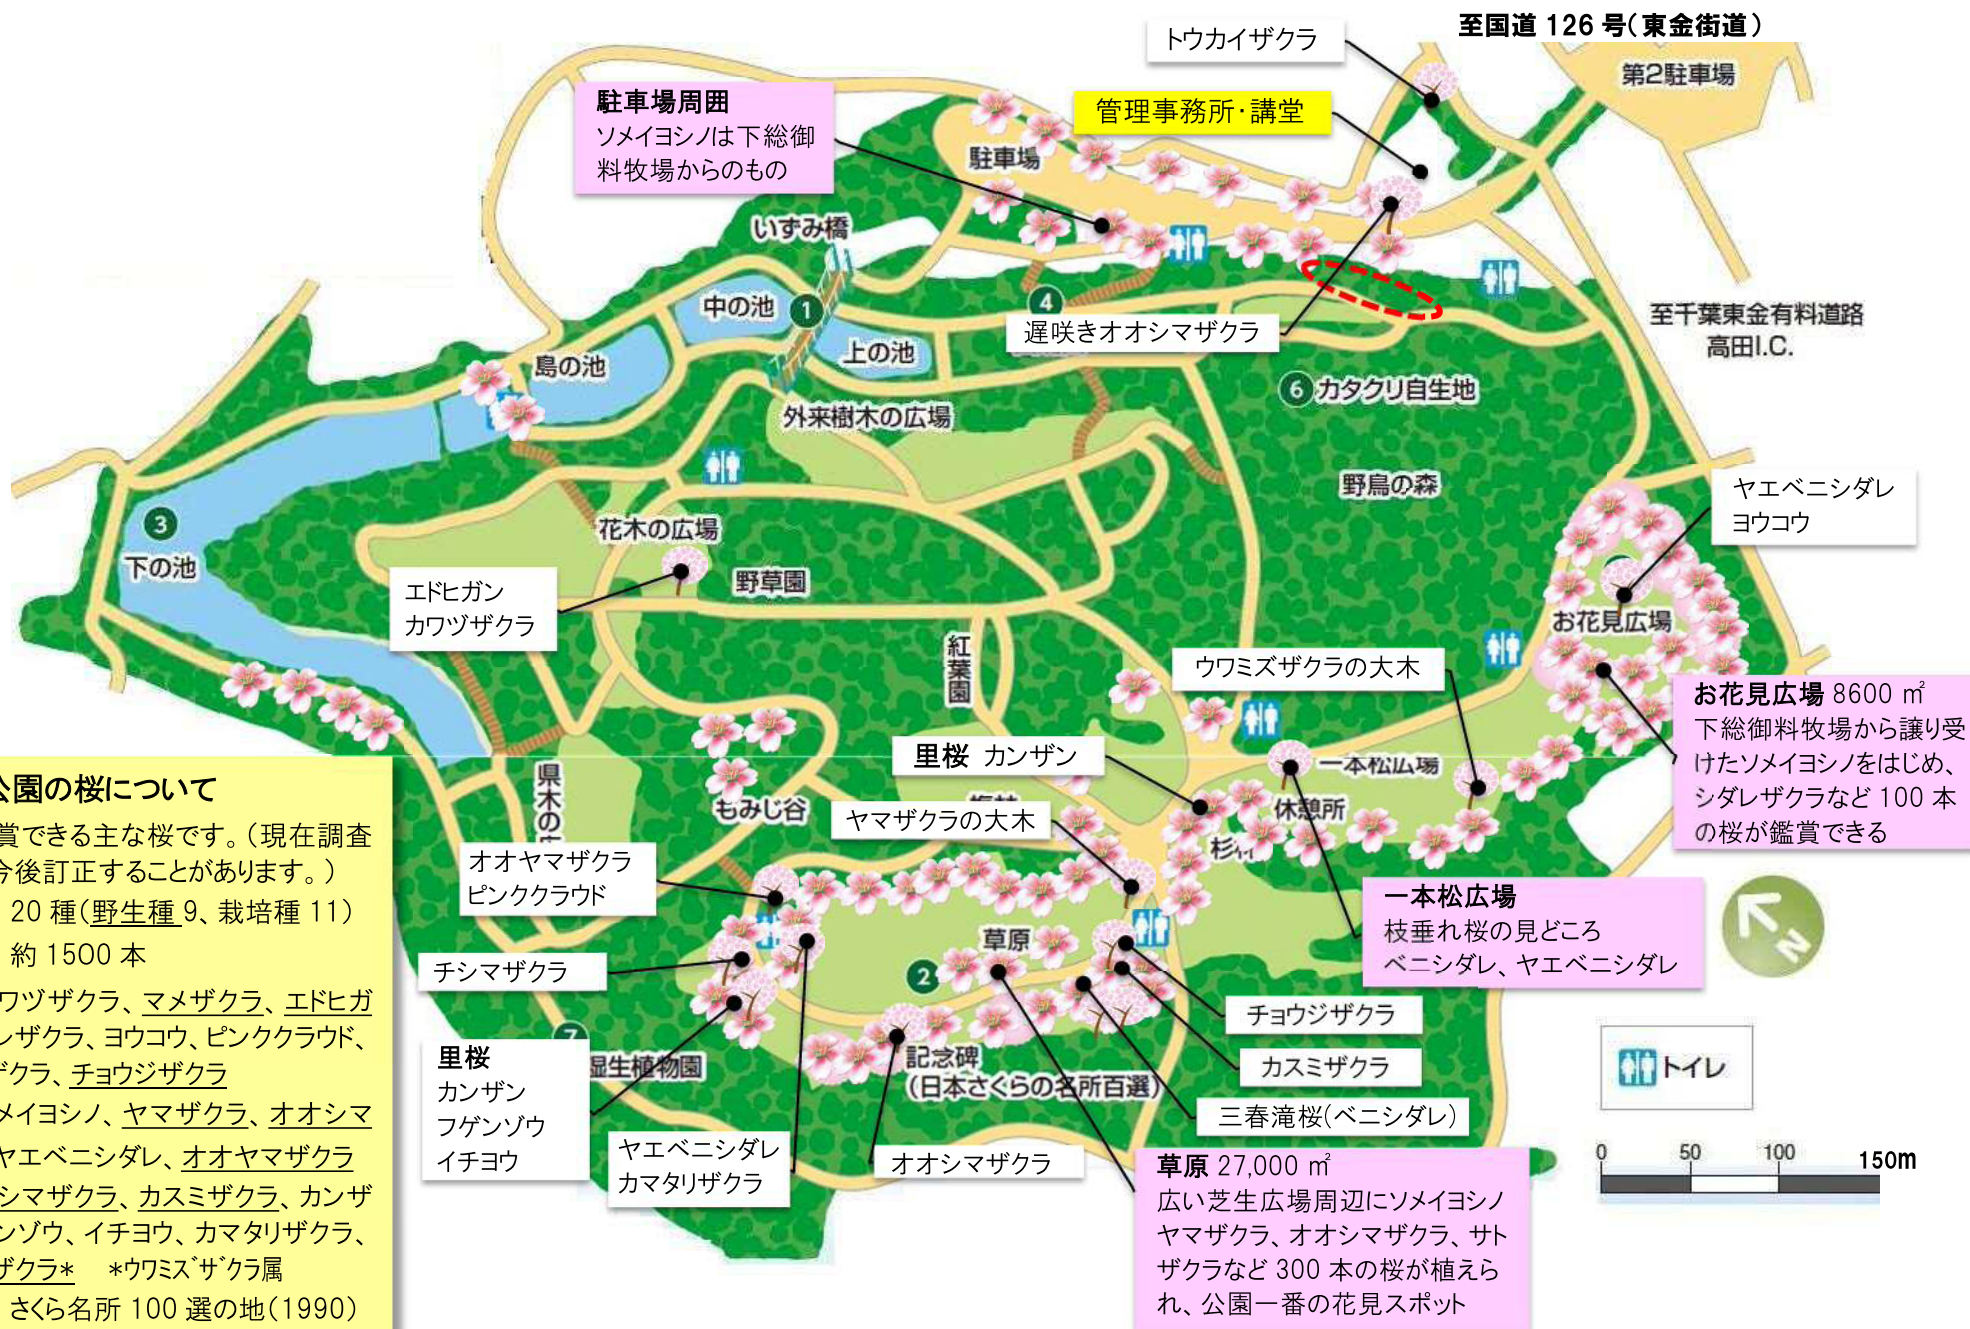 至国道 126 号(東金街道)
トウカイザクラ
第2駐車場
駐車場周囲
ソメイヨシノは下総御
料牧場からのもの
管理事務所・講堂
駐車場
いずみ橋
中の池
1
4
上の池
遅咲きオオシマザクラ
至千葉東金有料道路
高田I.C.
島の池
6 カタクリ自生地
外来樹木の広場
野鳥の森
ヤエベニシダレ
ヨウコウ
3
下の池
花木の広場
野草園
エドヒガン
カワヅザクラ
お花見広場
紅葉園
ウワミズザクラの大木
お花見広場 8600 ㎡
下総御料牧場から譲り受
けたソメイヨシノをはじめ、
シダレザクラなど 100 本
の桜が鑑賞できる
里桜 カンザン
一本松広場
県木の
もみじ谷
休憩所
ヤマザクラの大木
杉林
オオヤマザクラ
ピンククラウド
一本松広場
枝垂れ桜の見どころ
ベニシダレ、ヤエベニシダレ
N
草原
2
チシマザクラ
チョウジザクラ
7
湿生植物園
記念碑
(日本さくらの名所百選)
カスミザクラ
里桜
カンザン
フゲンゾウ
イチヨウ
三春滝桜(ベニシダレ)
ヤエベニシダレ
カマタリザクラ
オオシマザクラ
草原 27,000 ㎡
広い芝生広場周辺にソメイヨシノ
ヤマザクラ、オオシマザクラ、サト
ザクラなど 300 本の桜が植えら
れ、公園一番の花見スポット
トイレ
0 50 100 150m
公園の桜について
賞できる主な桜です。(現在調査
今後訂正することがあります。)
20 種(野生種 9、栽培種 11)
約 1500 本
ワヅザクラ、マメザクラ、エドヒガ
ンザクラ、ヨウコウ、ピンククラウド、
ザクラ、チョウジザクラ
メイヨシノ、ヤマザクラ、オオシマ
ヤエベニシダレ、オオヤマザクラ
シマザクラ、カスミザクラ、カンザ
ンゾウ、イチヨウ、カマタリザクラ、
ザクラ* *ウワミズザクラ属
さくら名所 100 選の地(1990)